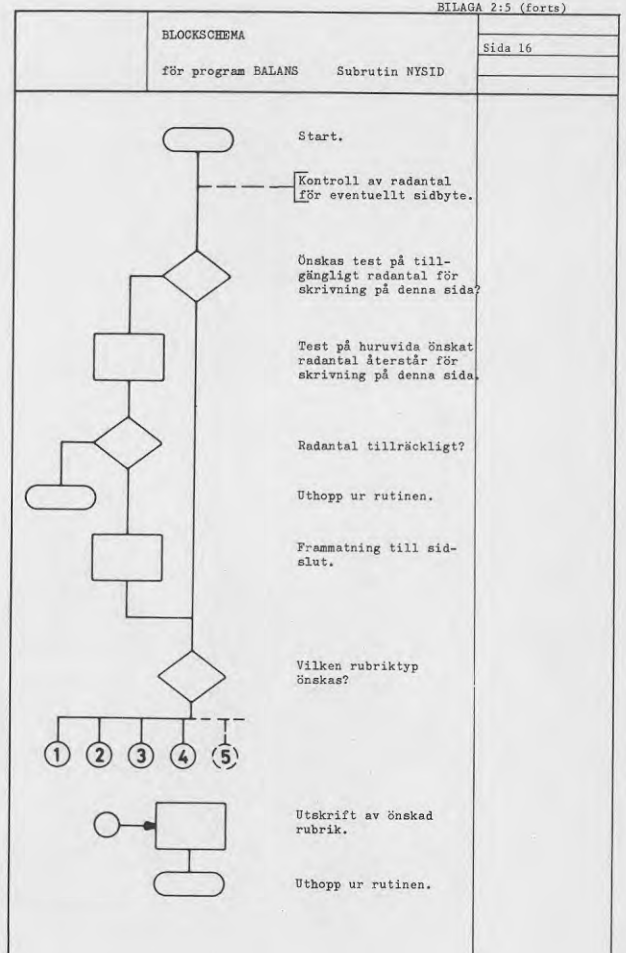 BILAGA 2:5 (forts)
BLOCKSCHEMA
Sida 16
för program BALANS Subrutin NYSID
Start.
Kontroll av radantal
för eventuellt sidbyte.
Önskas test på till-
gängligt radantal för
skrivning på denna sida?
Test på huruvida önskat
radantal återstår för
skrivning på denna sida.
Radantal tillräckligt?
Uthopp ur rutinen.
Frammatning till sid-
slut.
Vilken rubriktyp
önskas?
1 2 3 4 5
Utskrift av önskad
rubrik.
Uthopp ur rutinen.